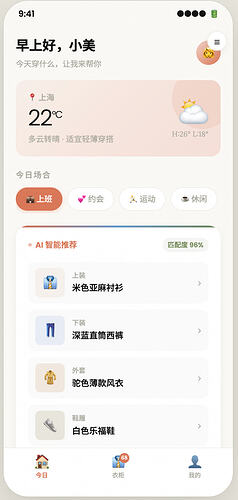 9:41
早上好，小美
今天穿什么，让我来帮你
上海
22°C
多云转晴 · 适宜轻薄穿搭
H:26° L:18°
今日场合
上班
约会
运动
休闲
AI 智能推荐
匹配度 96%
上装
米色亚麻衬衫
下装
深蓝直筒西裤
外套
驼色薄款风衣
鞋履
白色乐福鞋
68
今日
衣柜
我的